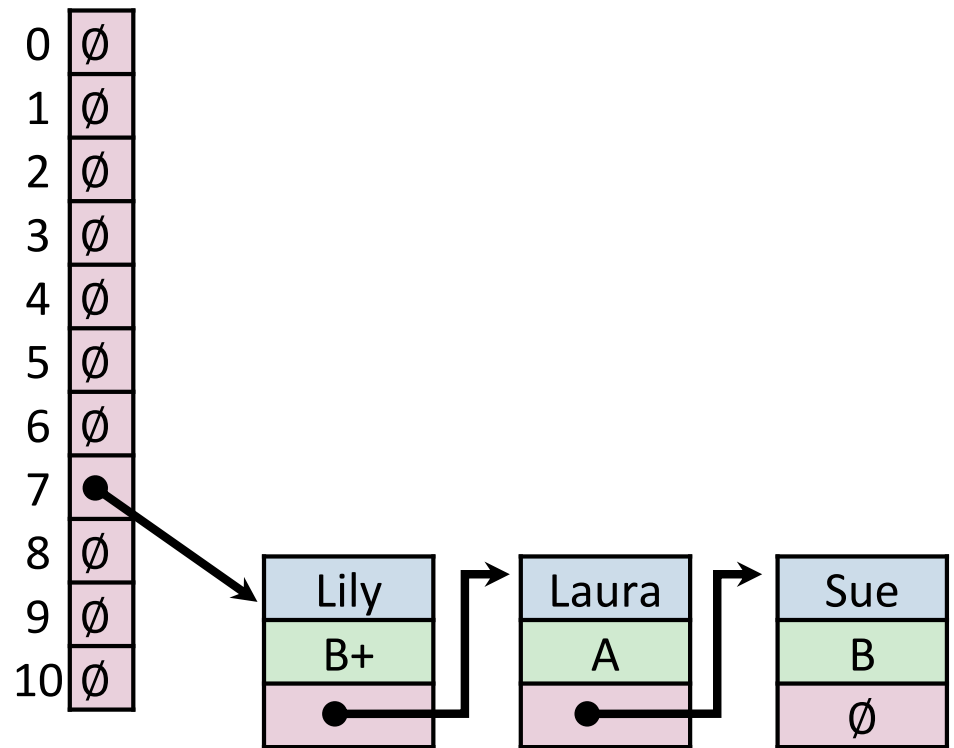 0 Ø
1 Ø
2 Ø
3 Ø
4 Ø
5 Ø
6 Ø
7
8 Ø
9 Ø
10 Ø
Lily
B+
Laura
A
Sue
B
Ø